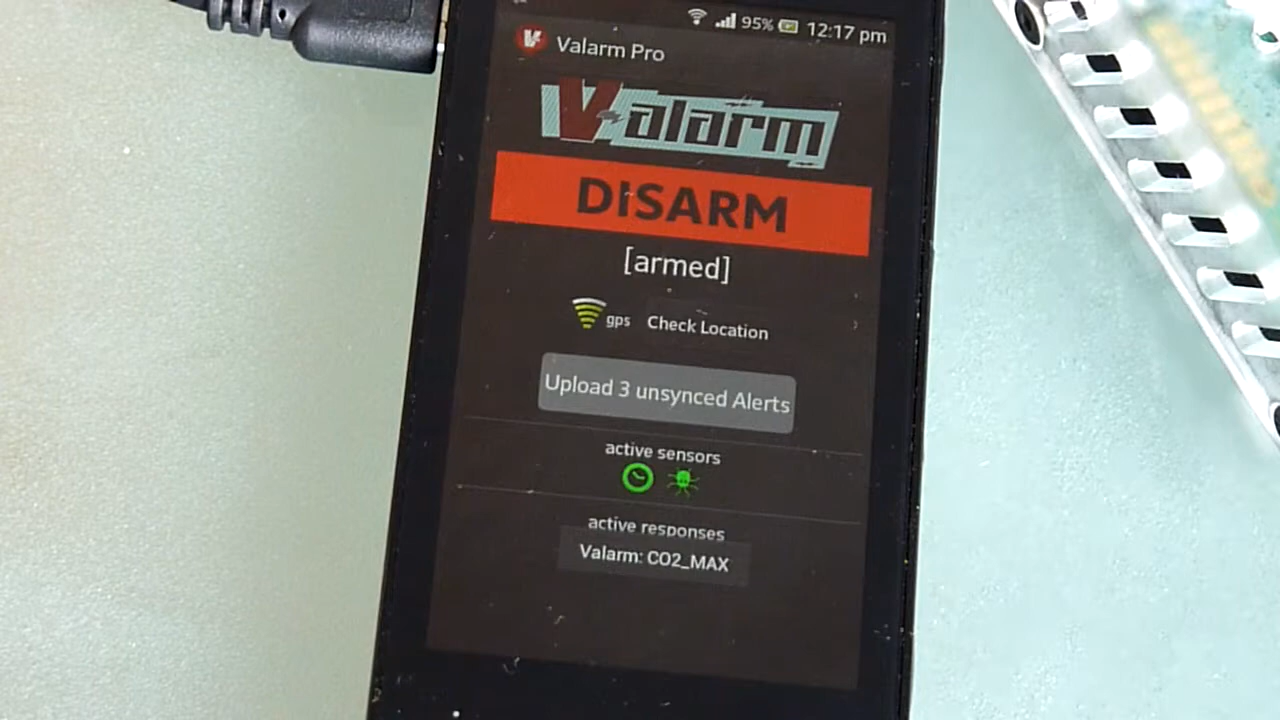 95% 12:17 pm
Valarm Pro
Valarm
DISARM
[armed]
gps Check Location
Upload 3 unsynced Alerts
active sensors
active responses
Valarm: CO2_MAX